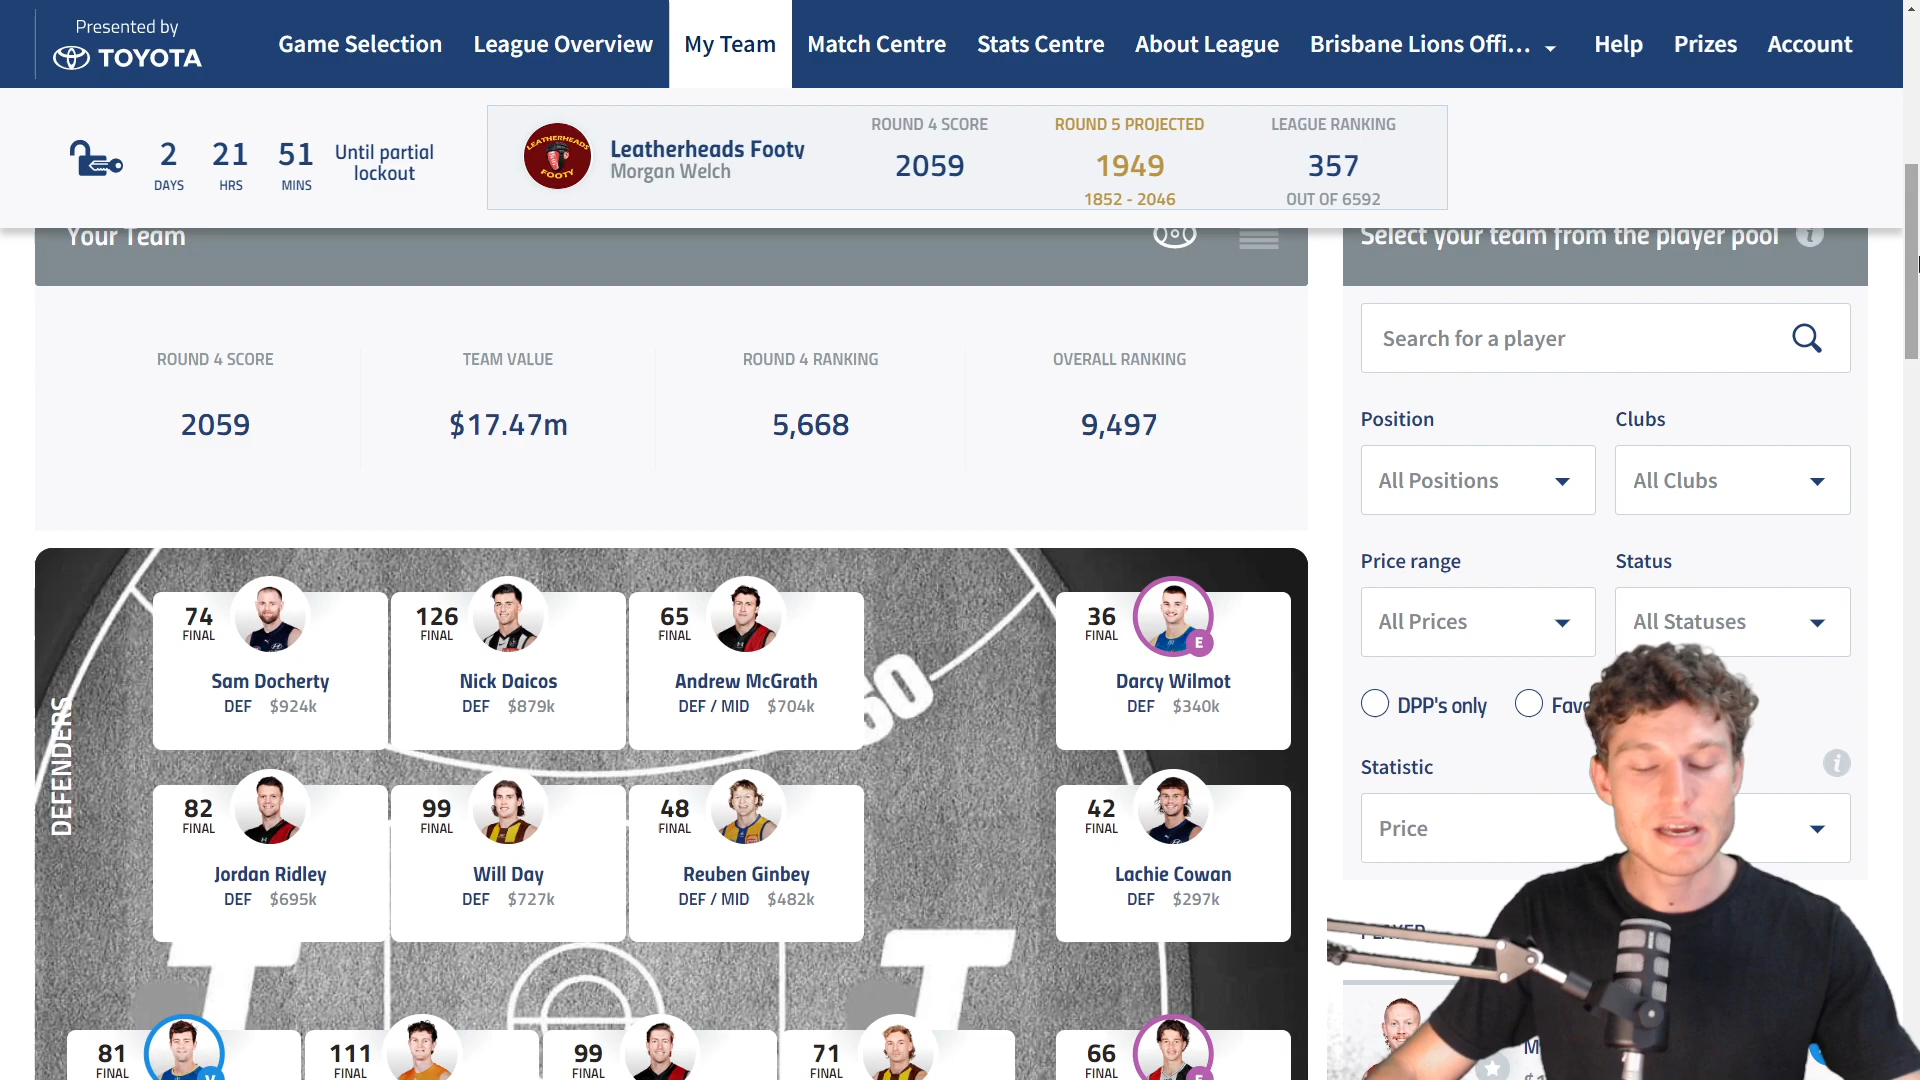 Presented by
TOYOTA
Game Selection
League Overview
My Team
Match Centre
Stats Centre
About League
Brisbane Lions Offi...
Help
Prizes
Account
2 21 51
DAYS HRS MINS
Until partial
lockout
LEATHERHEADS
FOOTY
Leatherheads Footy
Morgan Welch
ROUND 4 SCORE
2059
ROUND 5 PROJECTED
1949
1852 - 2046
LEAGUE RANKING
357
OUT OF 6592
Your Team
ROUND 4 SCORE
2059
TEAM VALUE
$17.47m
ROUND 4 RANKING
5,668
OVERALL RANKING
9,497
DEFENDERS
50
74
FINAL
Sam Docherty
DEF $924k
126
FINAL
Nick Daicos
DEF $879k
65
FINAL
Andrew McGrath
DEF / MID $704k
36
FINAL
E
Darcy Wilmot
DEF $340k
82
FINAL
Jordan Ridley
DEF $695k
99
FINAL
Will Day
DEF $727k
48
FINAL
Reuben Ginbey
DEF / MID $482k
42
FINAL
Lachie Cowan
DEF $297k
81
FINAL
111
FINAL
99
FINAL
71
FINAL
66
FINAL
Select your team from the player pool
Search for a player
Position
All Positions
Clubs
All Clubs
Price range
All Prices
Status
All Statuses
DPP's only
Statistic
Price
PLAYER